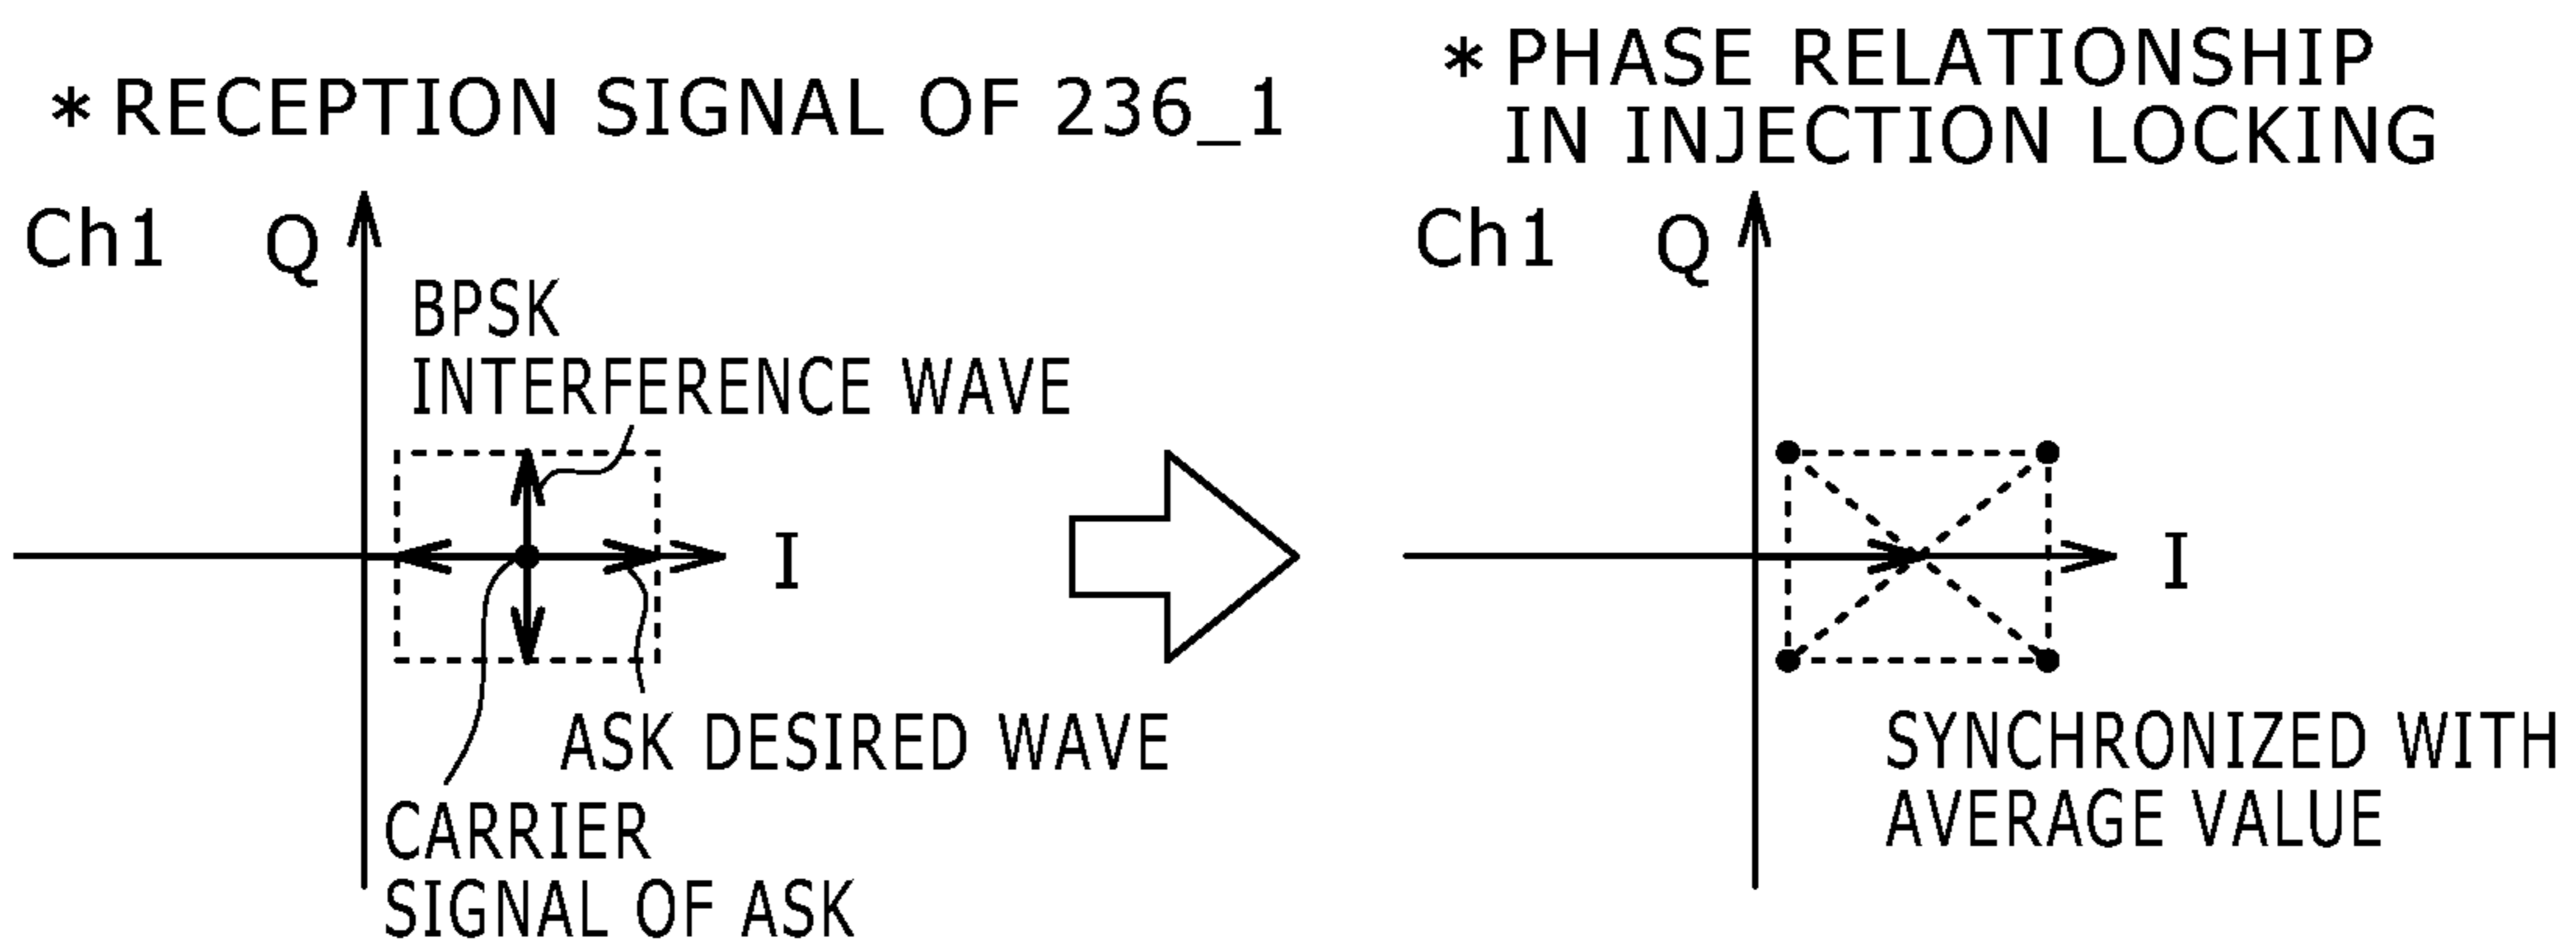 * RECEPTION SIGNAL OF 236_1
Ch1 Q
BPSK
INTERFERENCE WAVE
I
ASK DESIRED WAVE
CARRIER
SIGNAL OF ASK
* PHASE RELATIONSHIP
IN INJECTION LOCKING
Ch1 Q
I
SYNCHRONIZED WITH
AVERAGE VALUE